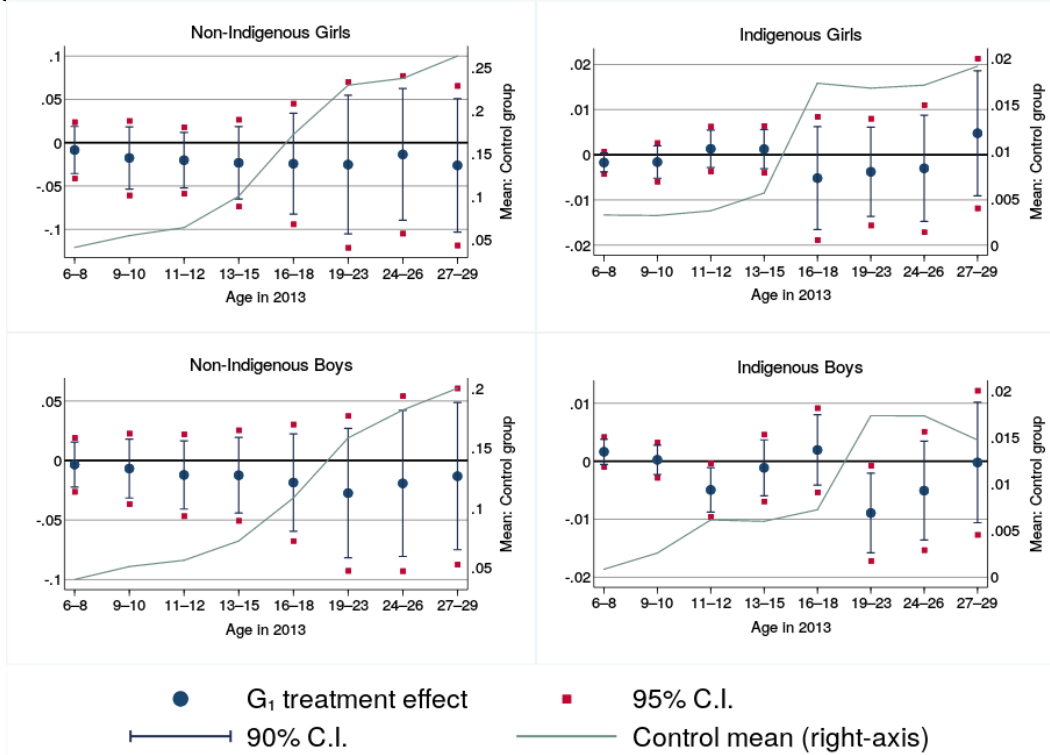 Non-Indigenous Girls
.1
.05
0
-.05
-.1
.25
.2
.15
.1
.05
Mean: Control group
6–8 9–10 11–12 13–15 16–18 19–23 24–26 27–29
Age in 2013
Indigenous Girls
.02
.01
0
-.01
-.02
.02
.015
.010
.005
0
Mean: Control group
6–8 9–10 11–12 13–15 16–18 19–23 24–26 27–29
Age in 2013
Non-Indigenous Boys
.05
0
-.05
-.1
.2
.15
.1
.05
Mean: Control group
6–8 9–10 11–12 13–15 16–18 19–23 24–26 27–29
Age in 2013
Indigenous Boys
.01
0
-.01
-.02
.02
.015
.01
.005
0
Mean: Control group
6–8 9–10 11–12 13–15 16–18 19–23 24–26 27–29
Age in 2013
G₁ treatment effect
95% C.I.
90% C.I.
Control mean (right-axis)